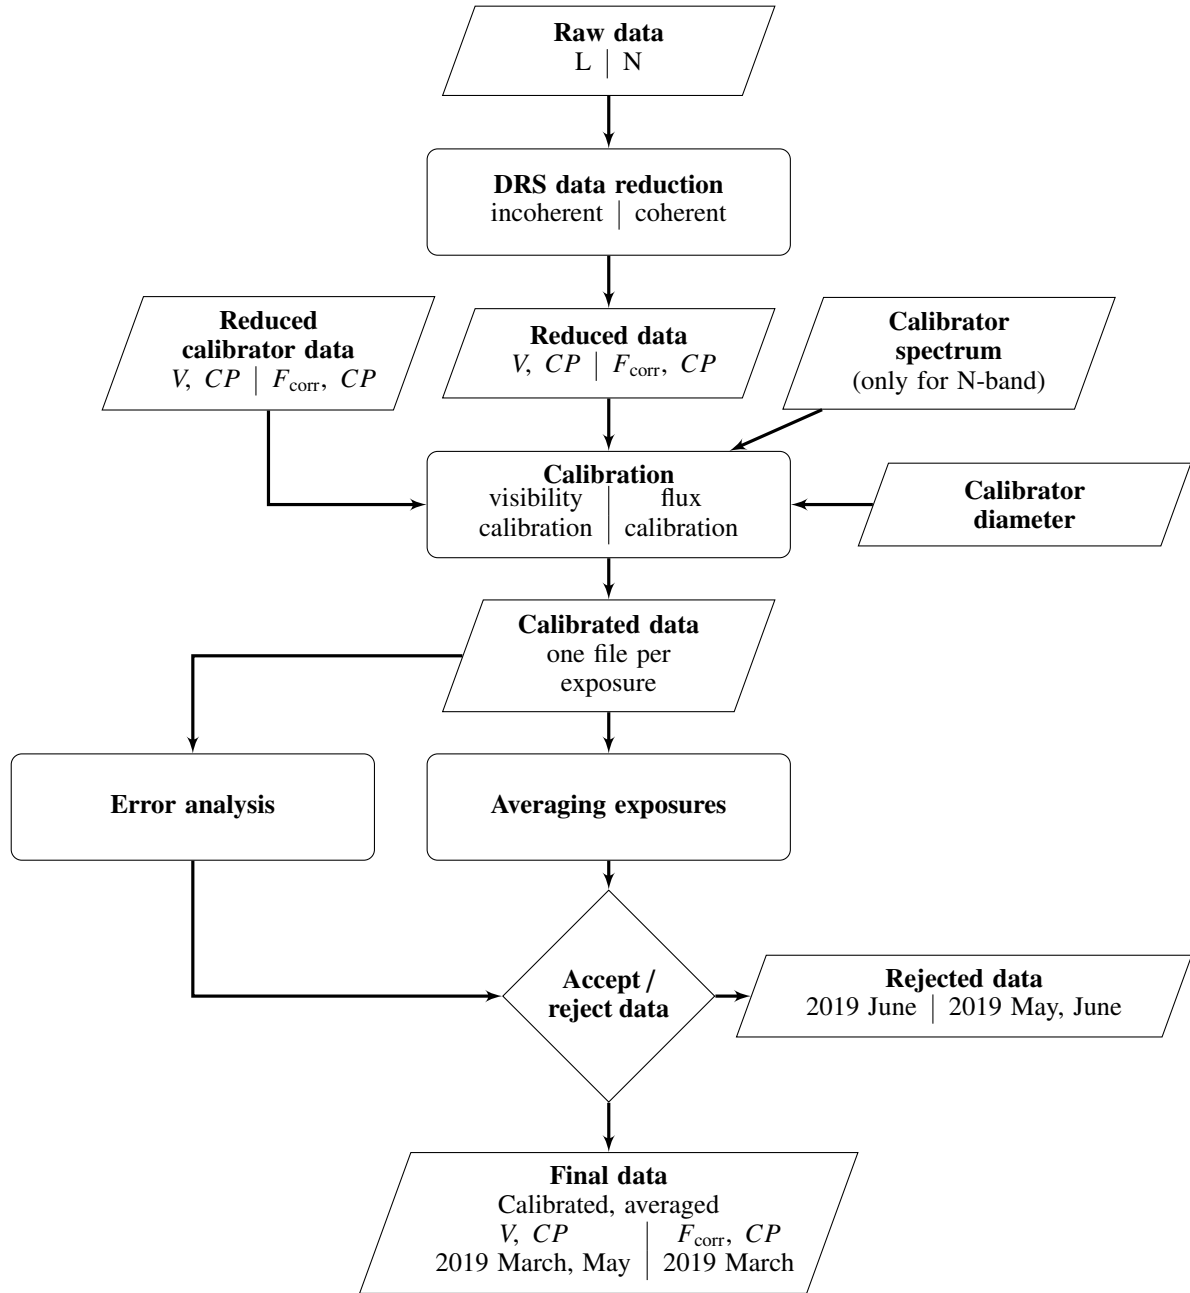 Raw data
L | N
DRS data reduction
incoherent | coherent
Reduced
calibrator data
V, CP | F_corr, CP
Reduced data
V, CP | F_corr, CP
Calibrator
spectrum
(only for N-band)
Calibration
visibility | flux
calibration | calibration
Calibrator
diameter
Calibrated data
one file per
exposure
Error analysis
Averaging exposures
Accept /
reject data
Rejected data
2019 June | 2019 May, June
Final data
Calibrated, averaged
V, CP | F_corr, CP
2019 March, May | 2019 March